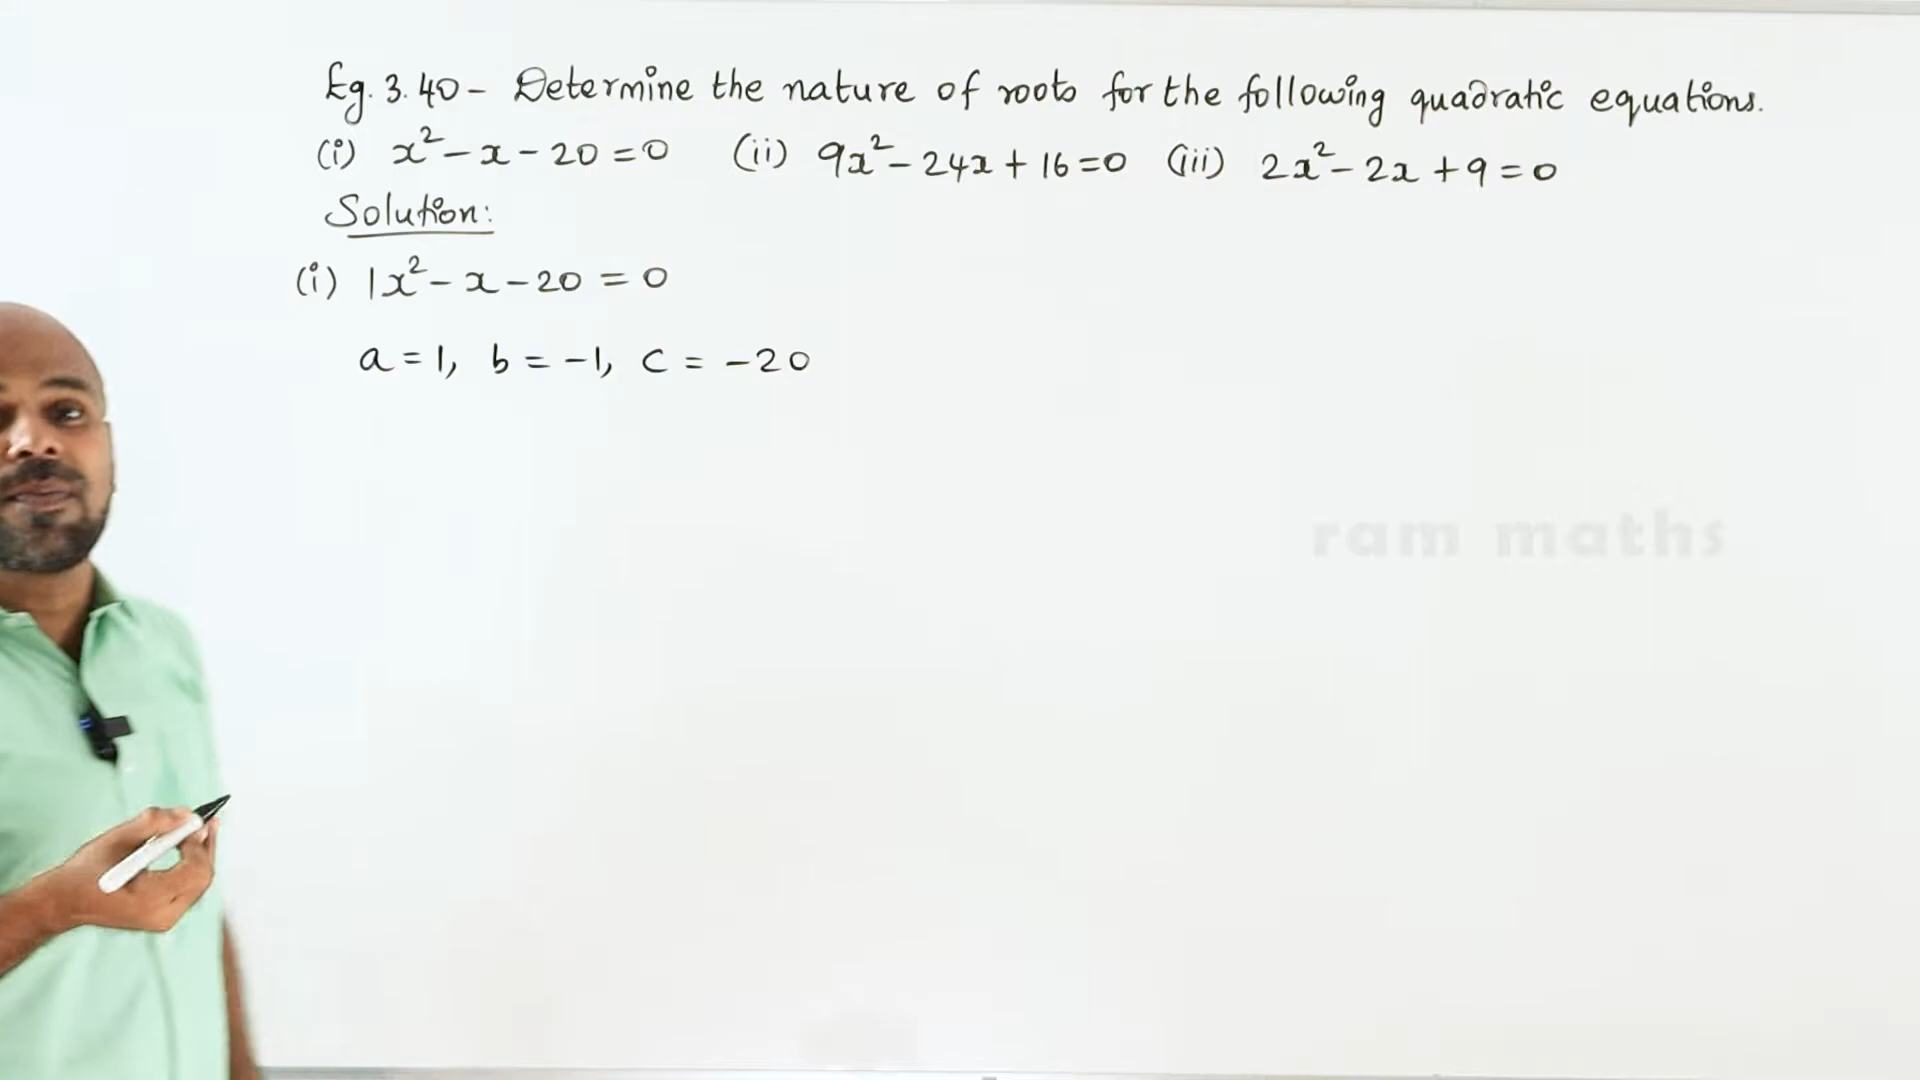 Eg. 3.40 - Determine the nature of roots for the following quadratic equations.
(i) x² - x - 20 = 0 (ii) 9x² - 24x + 16 = 0 (iii) 2x² - 2x + 9 = 0
Solution:
(i) 1x² - x - 20 = 0
a = 1, b = -1, c = -20
ram maths